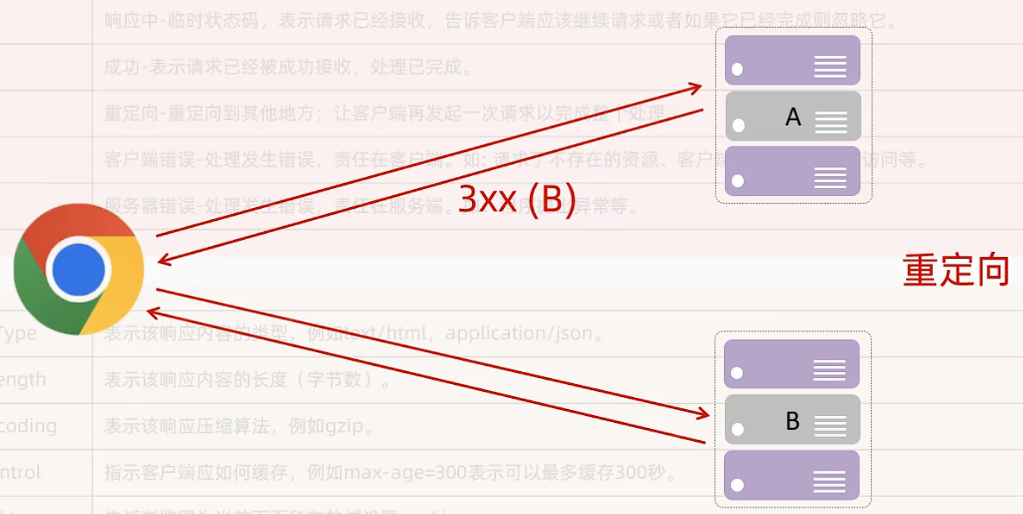 响应中-临时状态码，表示请求已经接收，告诉客户端应该继续请求或者如果它已经完成则忽略它。
成功-表示请求已经被成功接收，处理已完成。
重定向-重定向到其他地方；让客户端再发起一次请求以完成整个处理
A
客户端错误-处理发生错误，责任在客户端。如：请求了不存在的资源、客户端 访问等。
3xx (B)
服务器错误-处理发生错误，责任在服务端。 异常等。
重定向
Type 表示该响应内容的类型，例如text/html，application/json。
ength 表示该响应内容的长度（字节数）。
B
coding 表示该响应压缩算法，例如gzip。
ntrol 指示客户端应如何缓存，例如max-age=300表示可以最多缓存300秒。